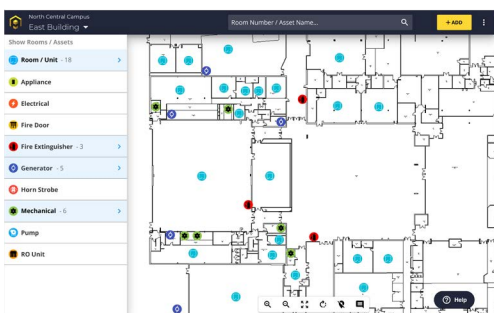 North Central Campus
East Building
Room Number / Asset Name...
+ ADD
Show Rooms / Assets
Room / Unit - 18
Appliance
Electrical
Fire Door
Fire Extinguisher - 3
Generator - 5
Horn Strobe
Mechanical - 6
Pump
RO Unit
Help